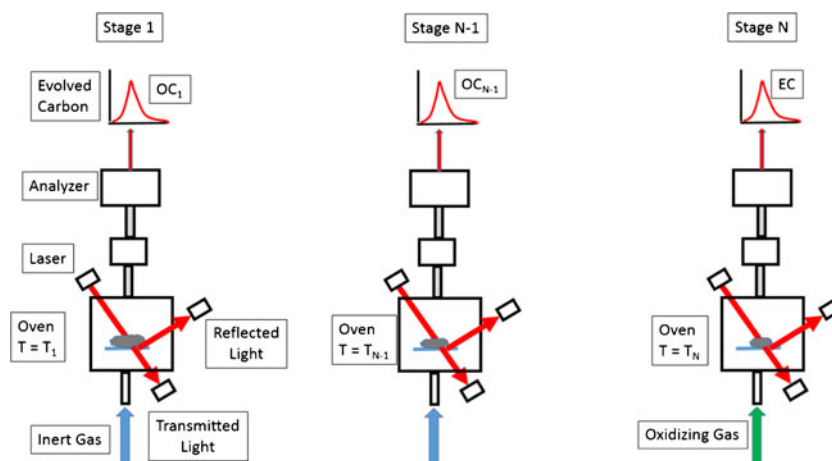 Stage 1
Stage N-1
Stage N
Evolved
Carbon
OC₁
OCN-1
EC
Analyzer
Laser
Oven
T = T₁
Reflected
Light
Oven
T = TN-1
Oven
T = TN
Inert Gas
Transmitted
Light
Oxidizing Gas